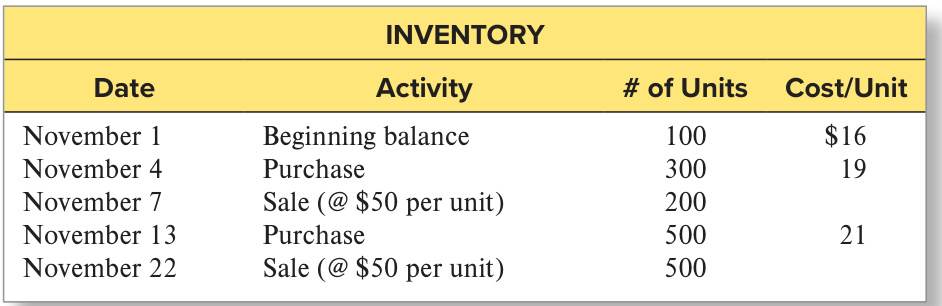 INVENTORY
Date Activity # of Units Cost/Unit
November 1 Beginning balance 100 $16
November 4 Purchase 300 19
November 7 Sale (@ $50 per unit) 200
November 13 Purchase 500 21
November 22 Sale (@ $50 per unit) 500